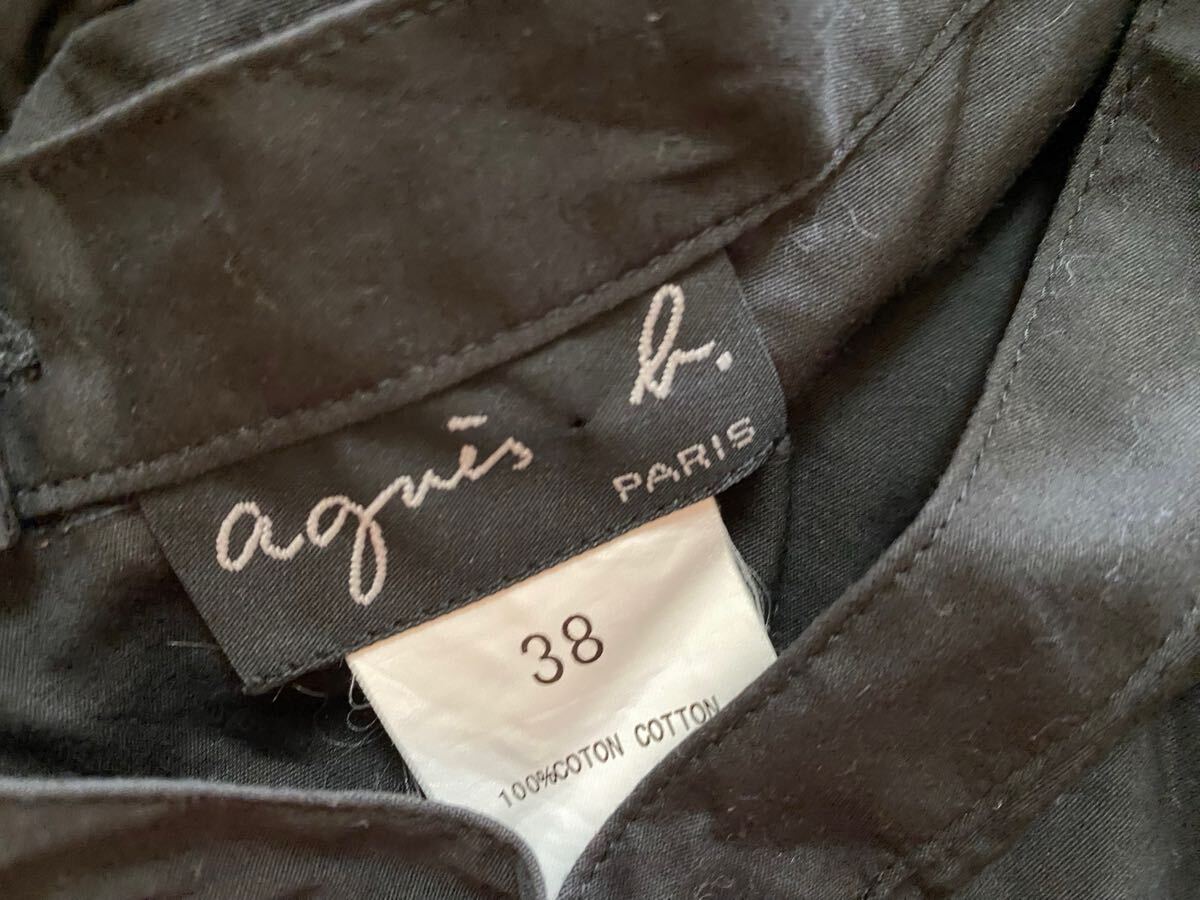 agnès b.
PARIS
38
100%COTON COTTON